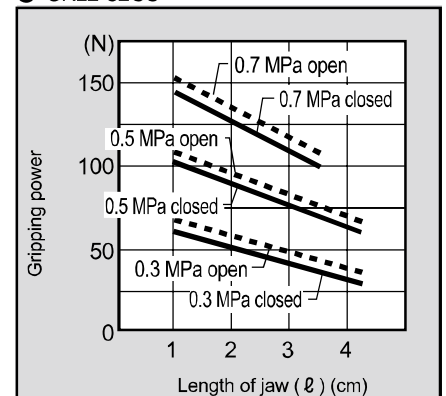 (N)
150
100
50
0
0.7 MPa open
0.7 MPa closed
0.5 MPa open
0.5 MPa closed
0.3 MPa open
0.3 MPa closed
Gripping power
1 2 3 4
Length of jaw ( ℓ ) (cm)